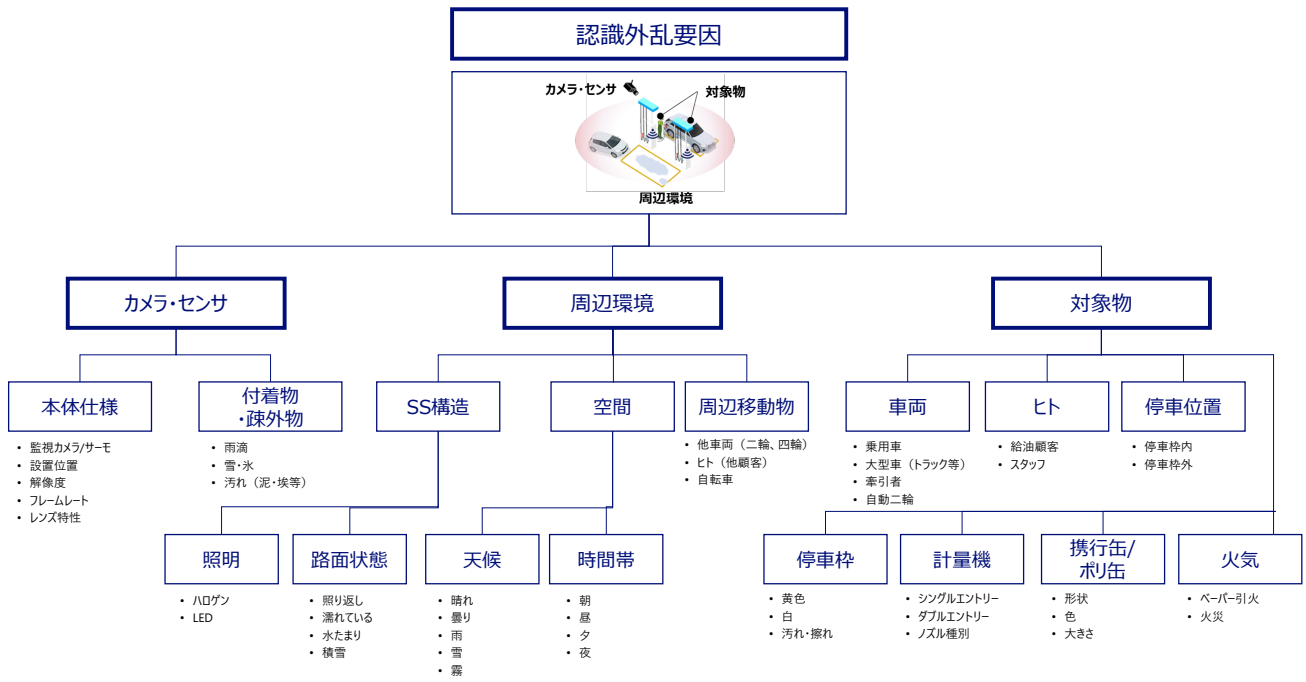 認識外乱要因
カメラ・センサ
対象物
周辺環境
カメラ・センサ
周辺環境
対象物
本体仕様
・監視カメラ/サーモ
・設置位置
・解像度
・フレームレート
・レンズ特性
付着物
・疎外物
・雨滴
・雪・氷
・汚れ（泥・埃等）
SS構造
空間
周辺移動物
・他車両（二輪、四輪）
・ヒト（他顧客）
・自転車
車両
・乗用車
・大型車（トラック等）
・牽引者
・自動二輪
ヒト
・給油顧客
・スタッフ
停車位置
・停車枠内
・停車枠外
照明
・ハロゲン
・LED
路面状態
・照り返し
・濡れている
・水たまり
・積雪
天候
・晴れ
・曇り
・雨
・雪
・霧
時間帯
・朝
・昼
・夕
・夜
停車枠
・黄色
・白
・汚れ・擦れ
計量機
・シングルエントリー
・ダブルエントリー
・ノズル種別
携行缶/
ポリ缶
・形状
・色
・大きさ
火気
・ベーパー引火
・火災